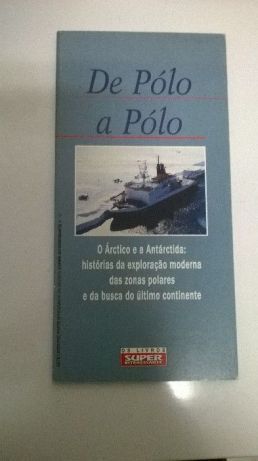 De Pólo
a Pólo
O Árctico e a Antárctida:
histórias da exploração moderna
das zonas polares
e da busca do último continente
OS LIVROS
SUPER
INTERESSANTE